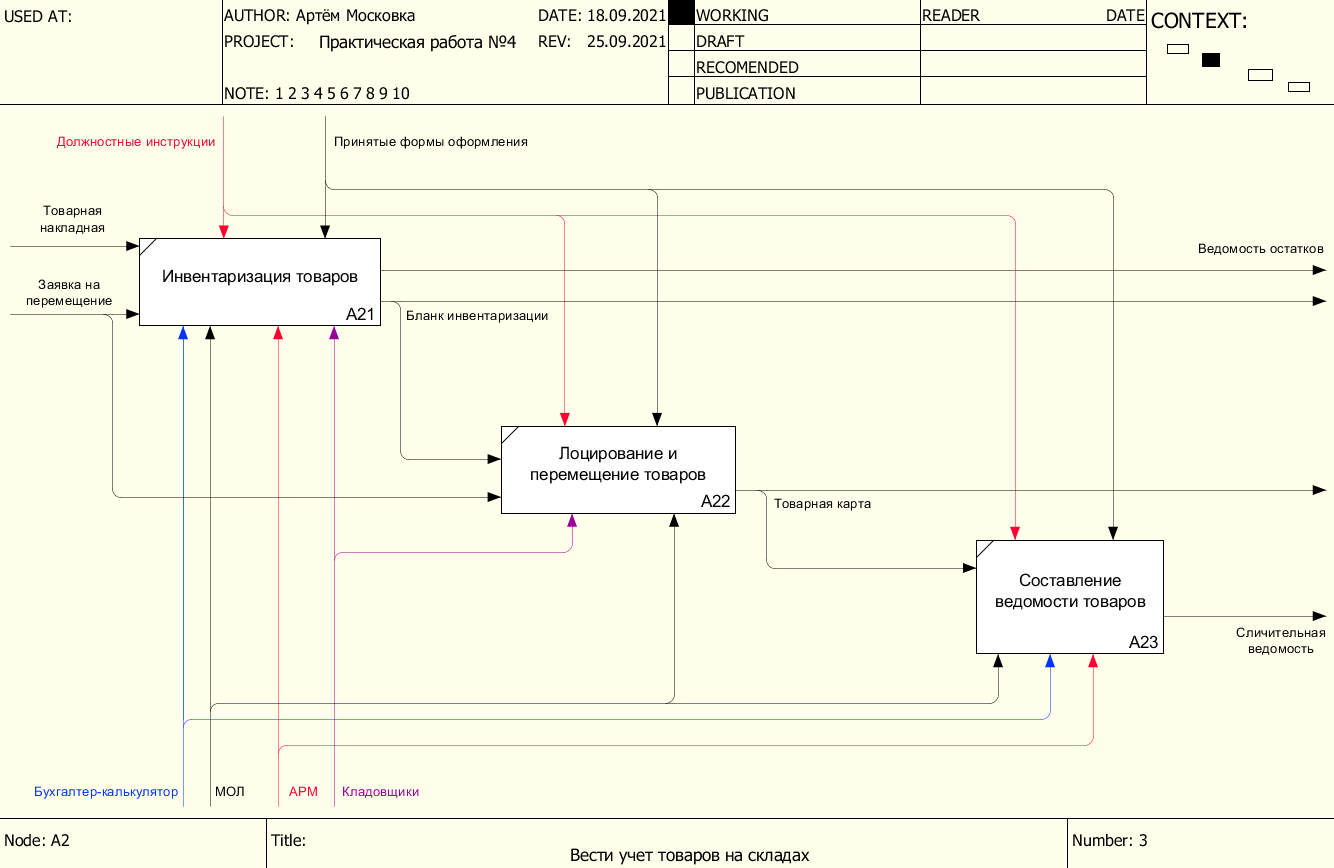 USED AT:
AUTHOR: Артём Московка
DATE: 18.09.2021
WORKING
READER
DATE
CONTEXT:
PROJECT: Практическая работа №4
REV: 25.09.2021
DRAFT
RECOMENDED
NOTE: 1 2 3 4 5 6 7 8 9 10
PUBLICATION
Должностные инструкции
Принятые формы оформления
Товарная
накладная
Ведомость остатков
Инвентаризация товаров
A21
Заявка на
перемещение
Бланк инвентаризации
Лоцирование и
перемещение товаров
A22
Товарная карта
Составление
ведомости товаров
A23
Сличительная
ведомость
Бухгалтер-калькулятор
МОЛ
АРМ
Кладовщики
Node: A2
Title:
Вести учет товаров на складах
Number: 3